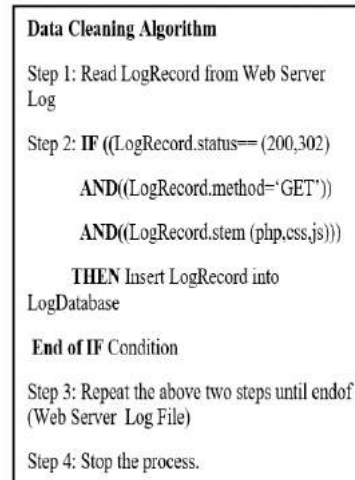 Data Cleaning Algorithm
Step 1: Read LogRecord from Web Server
Log
Step 2: IF ((LogRecord.status== (200,302)
AND((LogRecord.method=‘GET’))
AND((LogRecord.stem (php,css,js)))
THEN Insert LogRecord into
LogDatabase
End of IF Condition
Step 3: Repeat the above two steps until endof
(Web Server Log File)
Step 4: Stop the process.